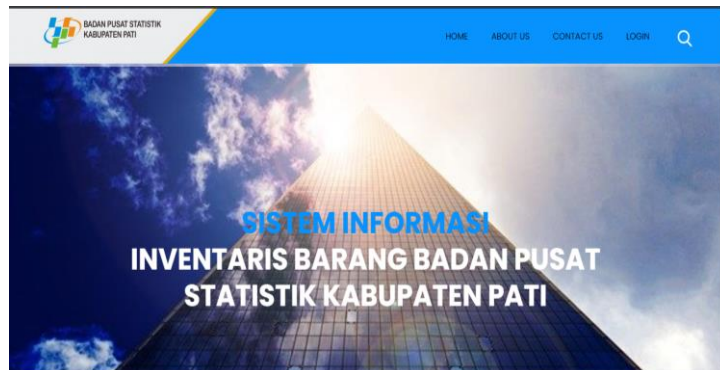 BADAN PUSAT STATISTIK
KABUPATEN PATI
HOME ABOUT US CONTACT US LOGIN
SISTEM INFORMASI
INVENTARIS BARANG BADAN PUSAT
STATISTIK KABUPATEN PATI